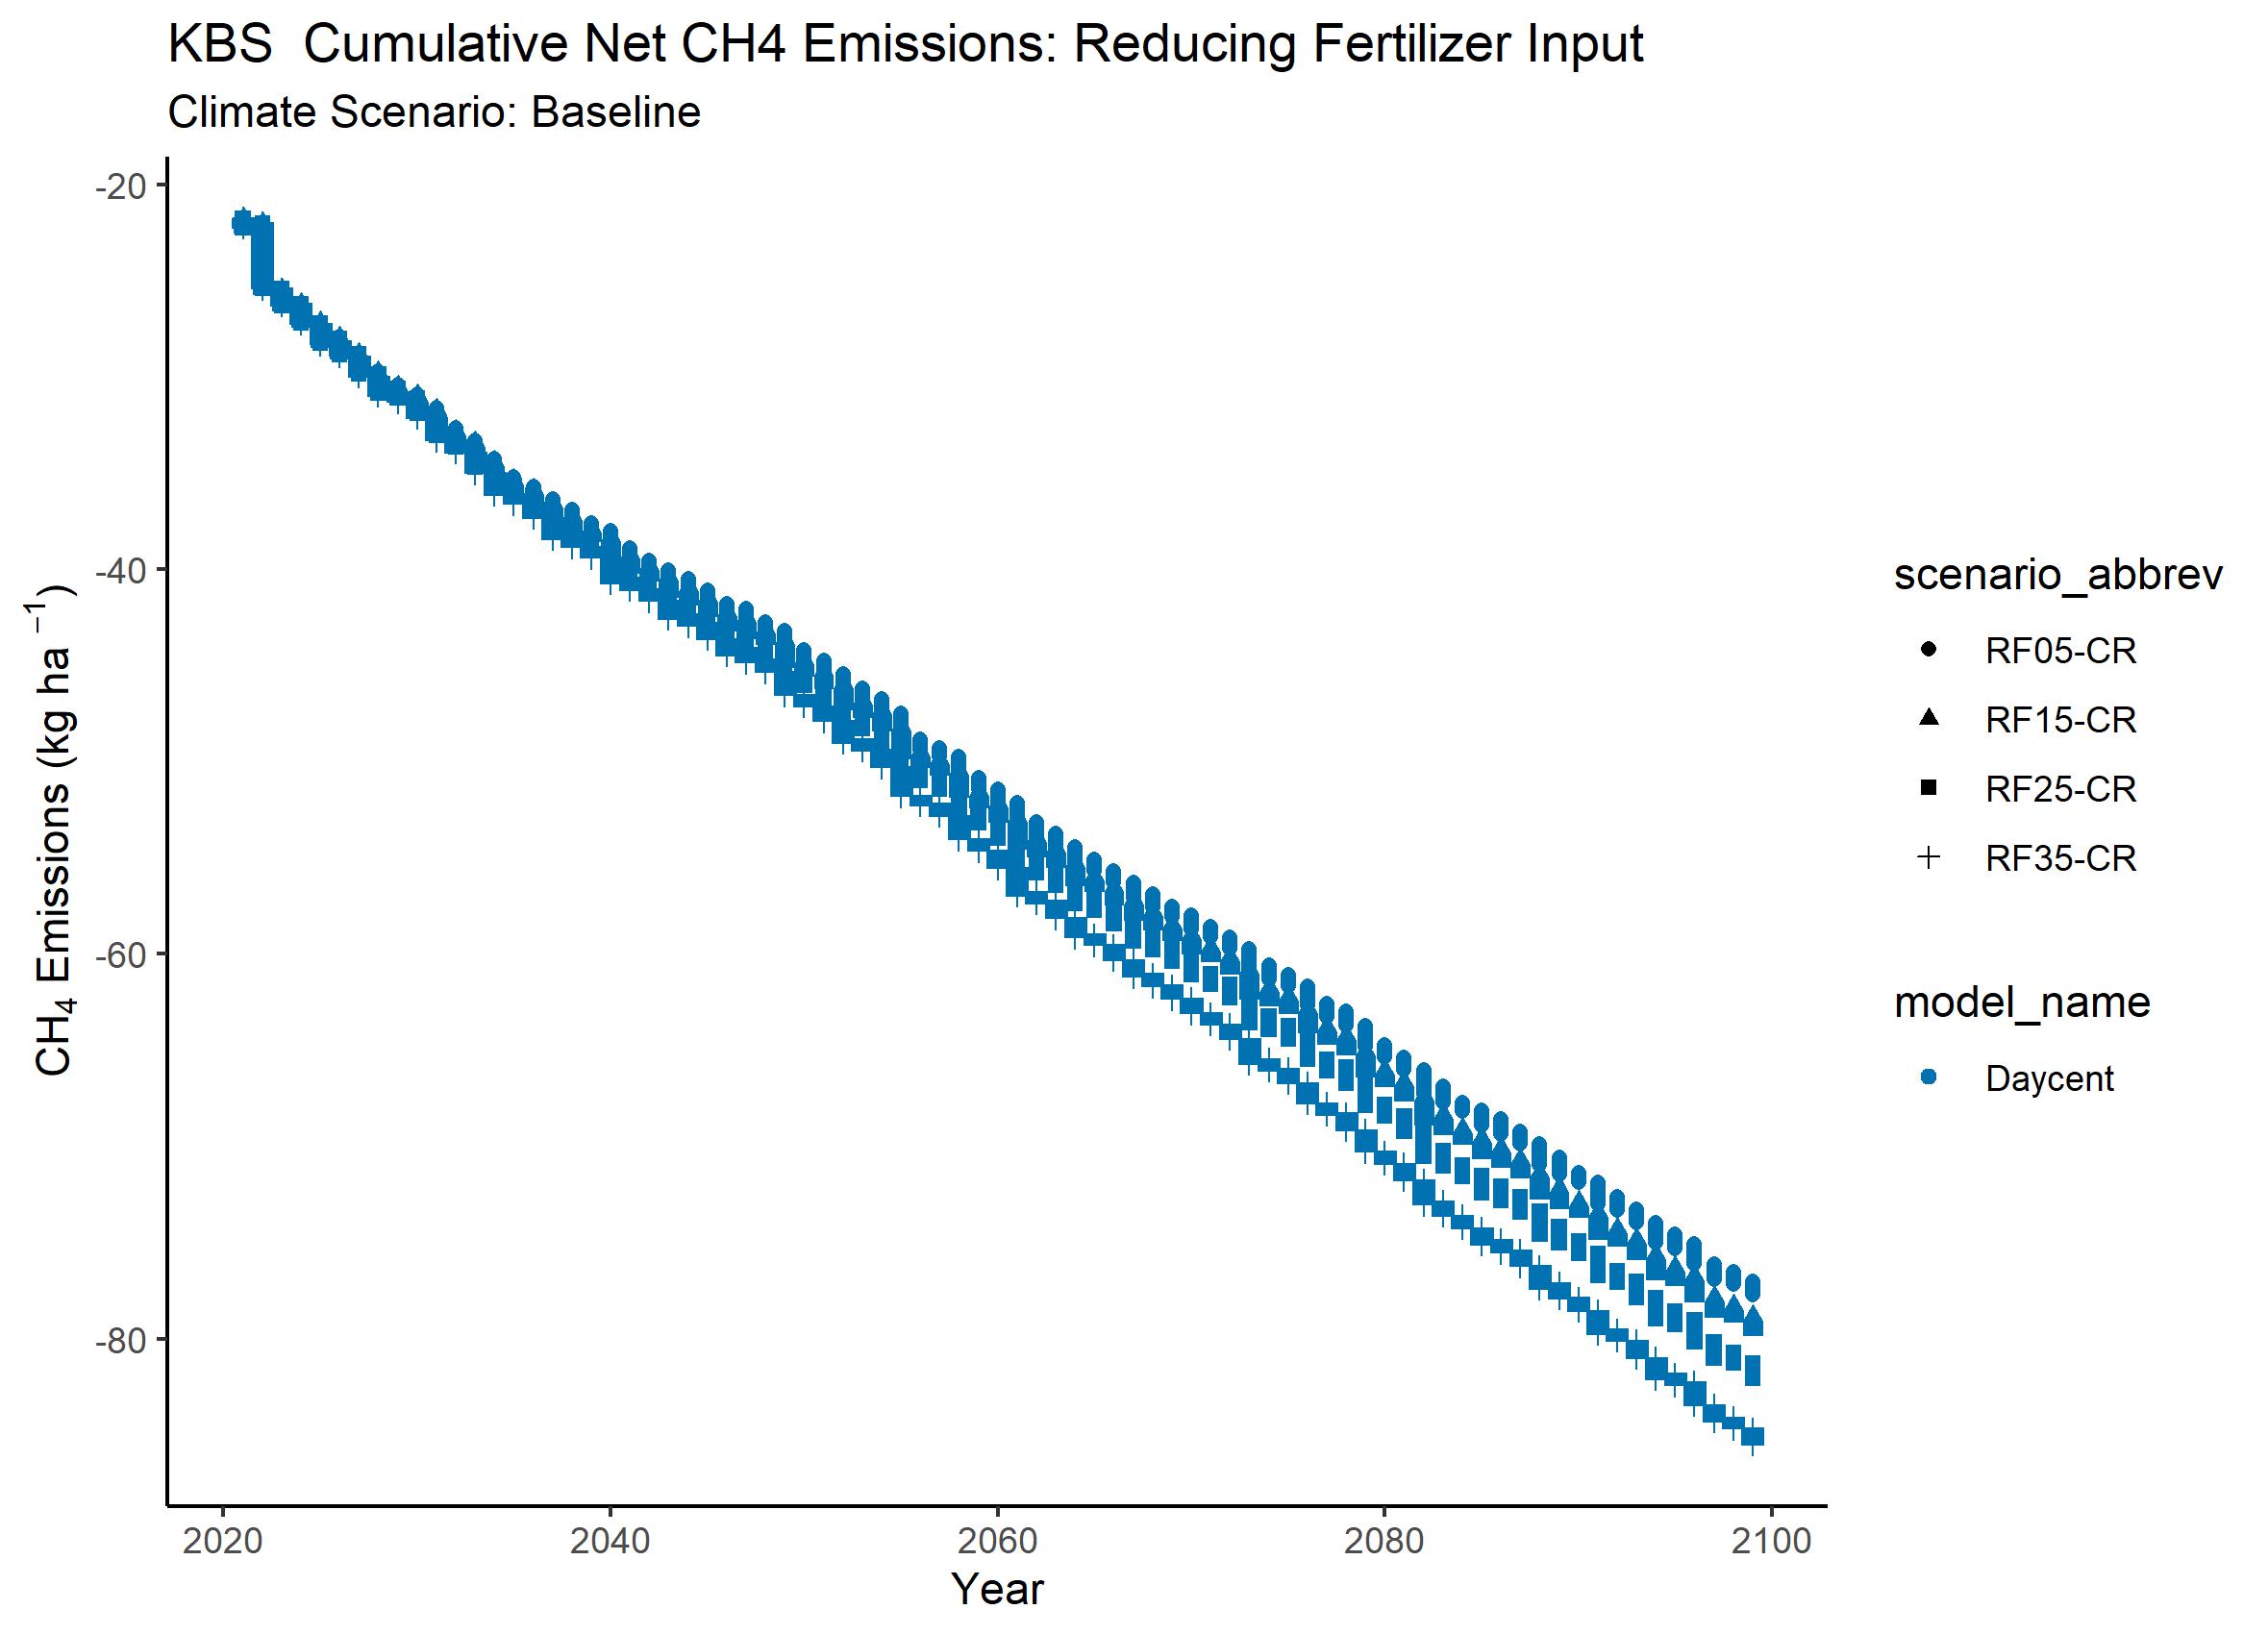 KBS  Cumulative Net CH4 Emissions: Reducing Fertilizer Input
Climate Scenario: Baseline
-20
-40
-60
-80
CH₄ Emissions (kg ha ⁻¹)
2020 2040 2060 2080 2100
Year
scenario_abbrev
RF05-CR
RF15-CR
RF25-CR
RF35-CR
model_name
Daycent